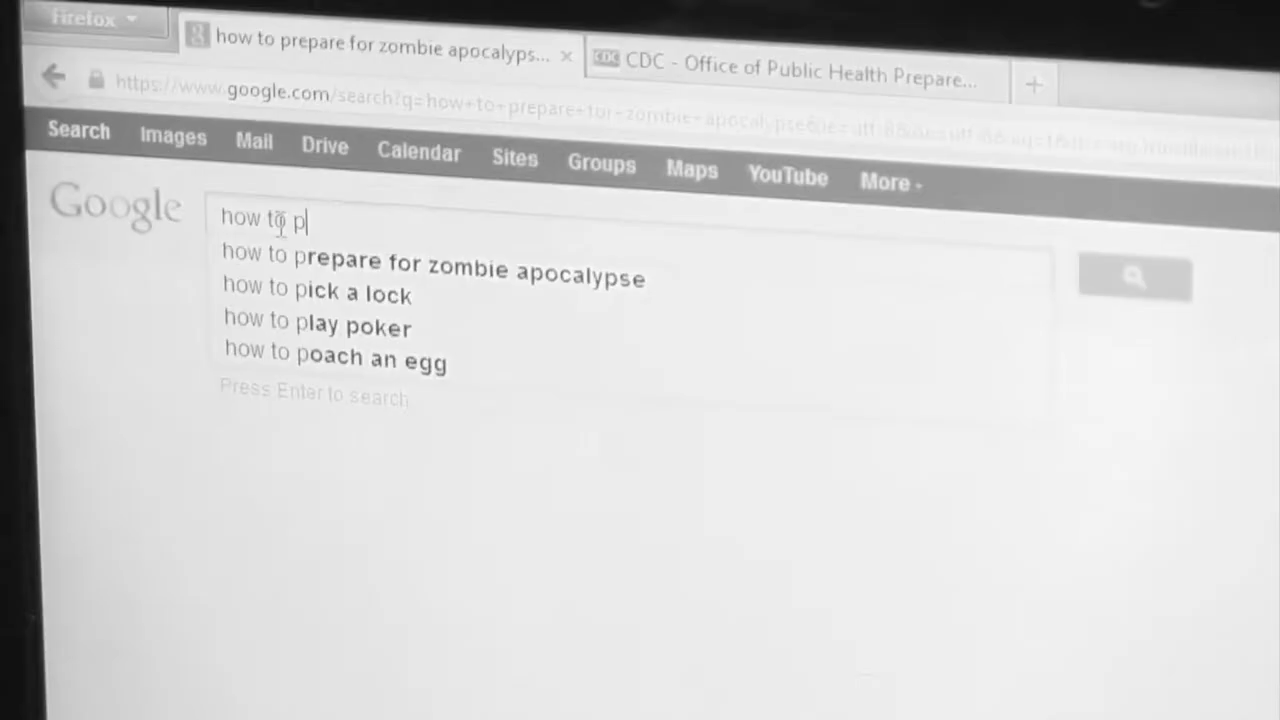 Firefox
how to prepare for zombie apocalyps... ×
CDC CDC - Office of Public Health Prepare... +
https://www.google.com/search?q=how+to+prepare+for+zombie+apocalypse&
Search Images Mail Drive Calendar Sites Groups Maps YouTube More
Google
how to p
how to prepare for zombie apocalypse
how to pick a lock
how to play poker
how to poach an egg
Press Enter to search